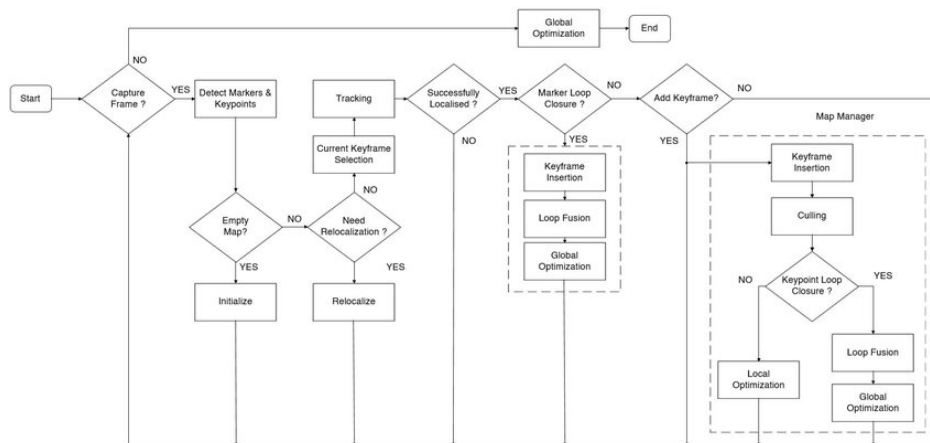 Global
Optimization
End
NO
Start
Capture
Frame ?
YES
Detect Markers &
Keypoints
Tracking
Successfully
Localised ?
YES
Marker Loop
Closure ?
NO
Add Keyframe?
NO
Map Manager
NO
YES
YES
Current Keyframe
Selection
NO
Keyframe
Insertion
Loop Fusion
Global
Optimization
Keyframe
Insertion
Culling
Empty
Map?
NO
Need
Relocalization ?
YES
YES
Initialize
Relocalize
Keypoint Loop
Closure ?
NO
YES
Local
Optimization
Loop Fusion
Global
Optimization